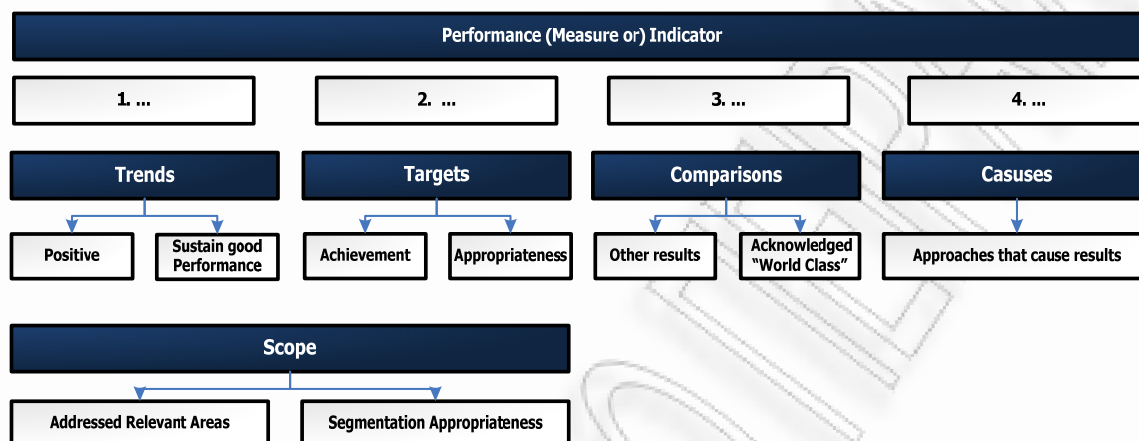 Performance (Measure or) Indicator
1. ...
2. ...
3. ...
4. ...
Trends
Targets
Comparisons
Casuses
Positive
Sustain good
Performance
Achievement
Appropriateness
Other results
Acknowledged
“World Class”
Approaches that cause results
Scope
Addressed Relevant Areas
Segmentation Appropriateness